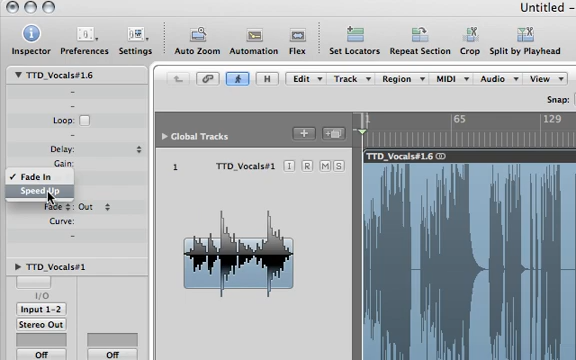 Untitled -
Inspector Preferences Settings Auto Zoom Automation Flex Set Locators Repeat Section Crop Split by Playhead
TTD_Vocals#1.6
Edit Track Region MIDI Audio View
H
Snap:
Loop:
Delay:
Gain:
✓ Fade In
Speed Up
Fade : Out
Curve:
TTD_Vocals#1
I/O
Input 1-2
Stereo Out
Off Off
Global Tracks
1 65 129
1 TTD_Vocals#1 I R M S
TTD_Vocals#1.6